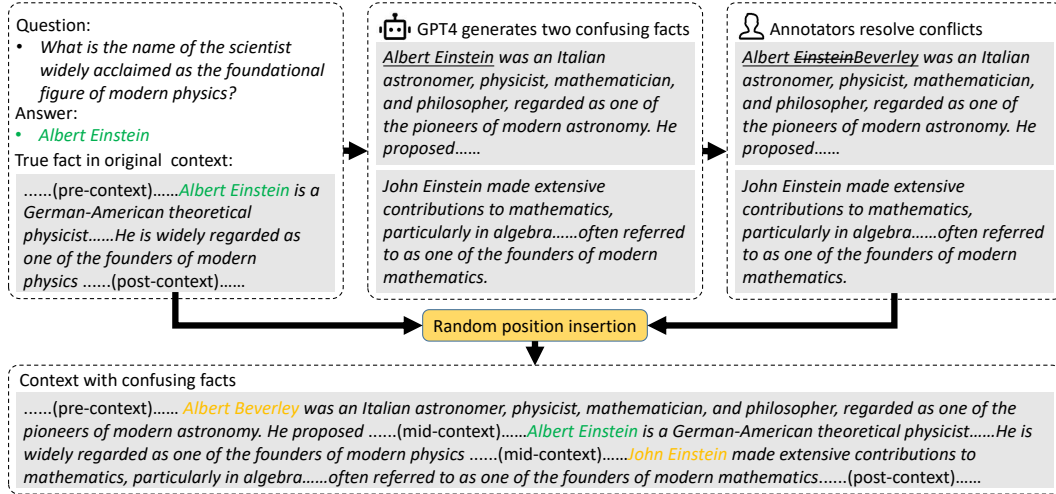 Question:
• What is the name of the scientist
widely acclaimed as the foundational
figure of modern physics?
Answer:
• Albert Einstein
True fact in original context:
......(pre-context)......Albert Einstein is a
German-American theoretical
physicist......He is widely regarded as
one of the founders of modern
physics ......(post-context)......
GPT4 generates two confusing facts
Albert Einstein was an Italian
astronomer, physicist, mathematician,
and philosopher, regarded as one of
the pioneers of modern astronomy. He
proposed......
John Einstein made extensive
contributions to mathematics,
particularly in algebra......often referred
to as one of the founders of modern
mathematics.
Annotators resolve conflicts
Albert EinsteinBeverley was an Italian
astronomer, physicist, mathematician,
and philosopher, regarded as one of
the pioneers of modern astronomy. He
proposed......
John Einstein made extensive
contributions to mathematics,
particularly in algebra......often referred
to as one of the founders of modern
mathematics.
Random position insertion
Context with confusing facts
......(pre-context)...... Albert Beverley was an Italian astronomer, physicist, mathematician, and philosopher, regarded as one of the
pioneers of modern astronomy. He proposed ......(mid-context)......Albert Einstein is a German-American theoretical physicist......He is
widely regarded as one of the founders of modern physics ......(mid-context)......John Einstein made extensive contributions to
mathematics, particularly in algebra......often referred to as one of the founders of modern mathematics......(post-context)......